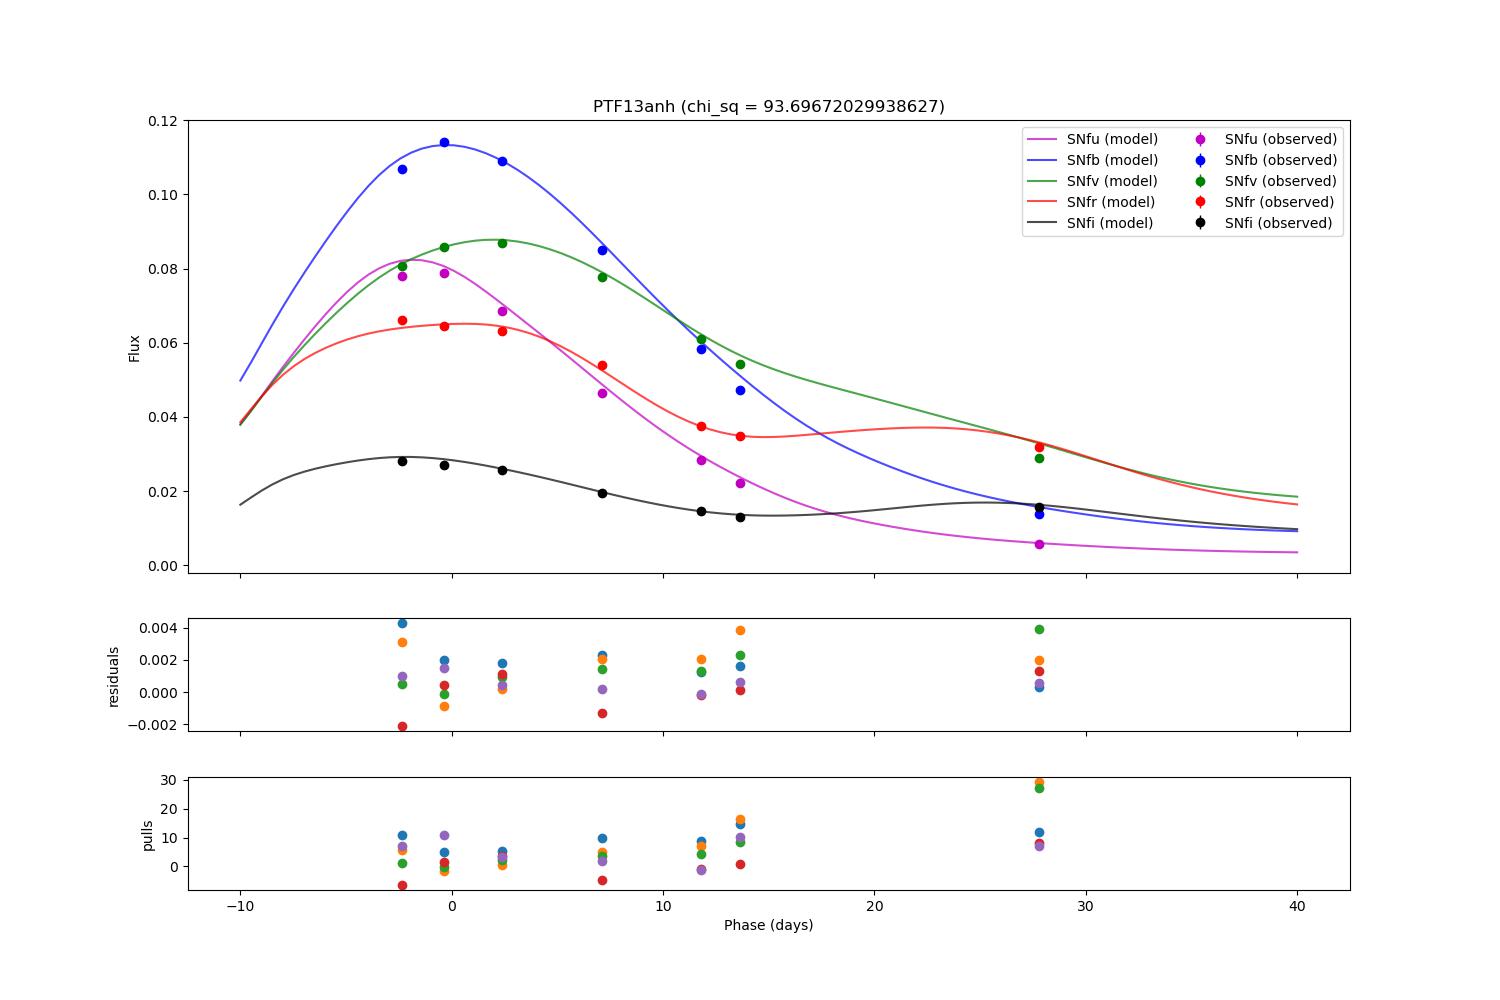 PTF13anh (chi_sq = 93.69672029938627)
0.12
0.10
0.08
0.06
0.04
0.02
0.00
Flux
SNfu (model)
SNfb (model)
SNfv (model)
SNfr (model)
SNfi (model)
SNfu (observed)
SNfb (observed)
SNfv (observed)
SNfr (observed)
SNfi (observed)
0.004
0.002
0.000
−0.002
residuals
30
20
10
0
pulls
−10
0
10
20
30
40
Phase (days)